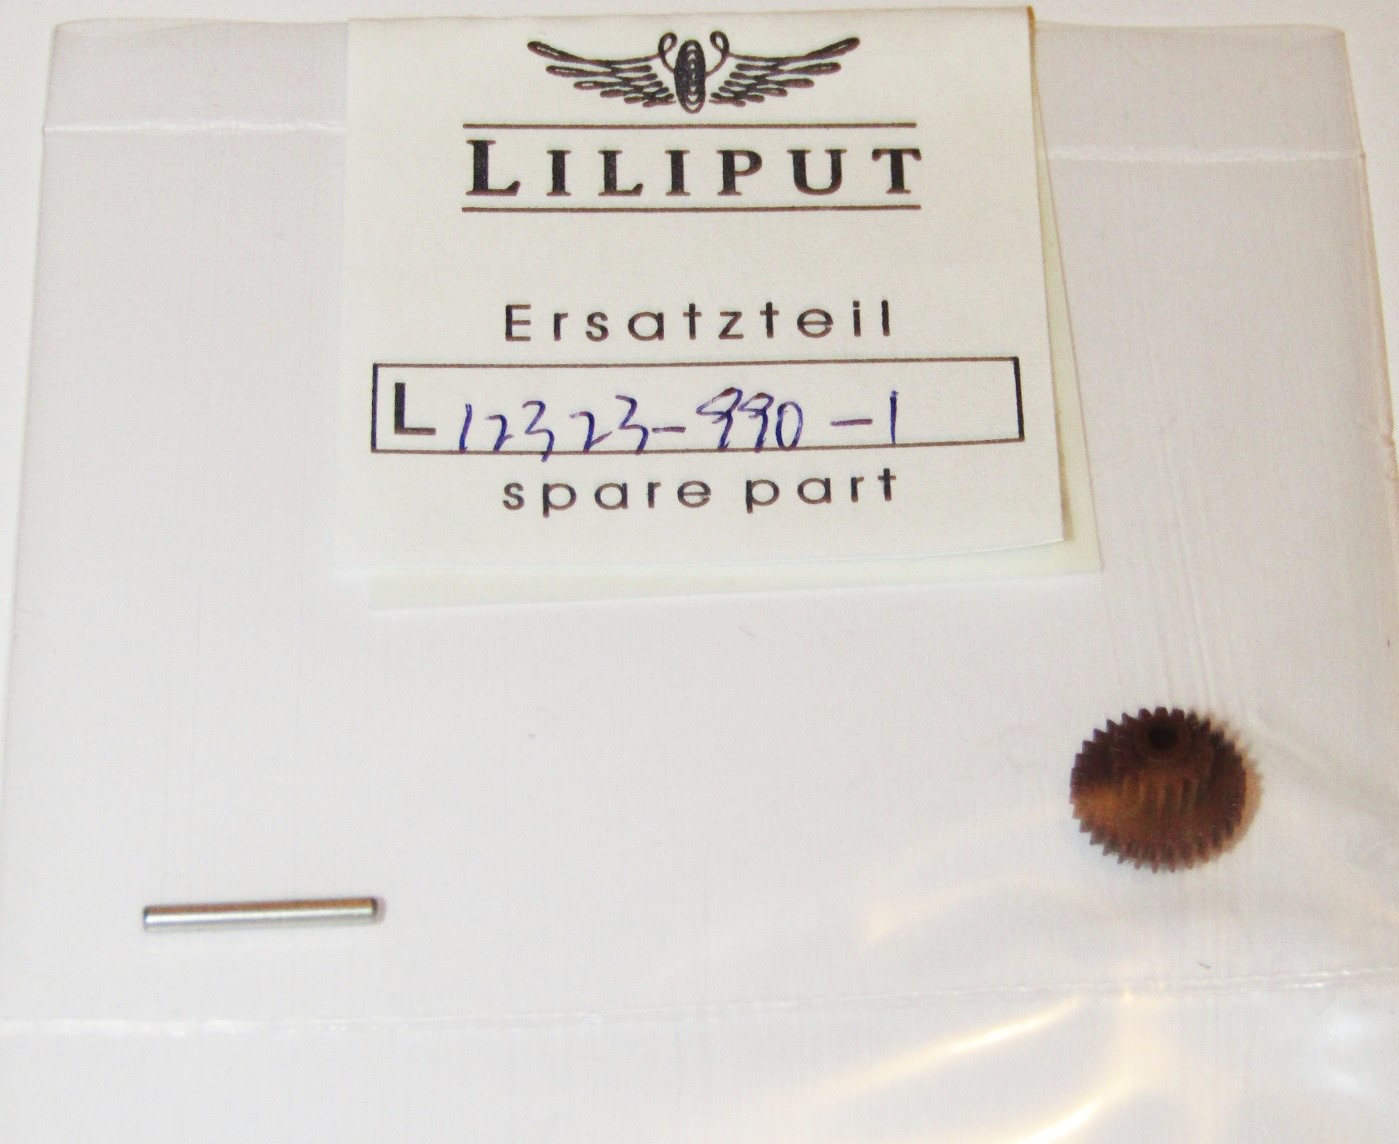 LILIPUT
Ersatzteil
L 12323-990-1
spare part